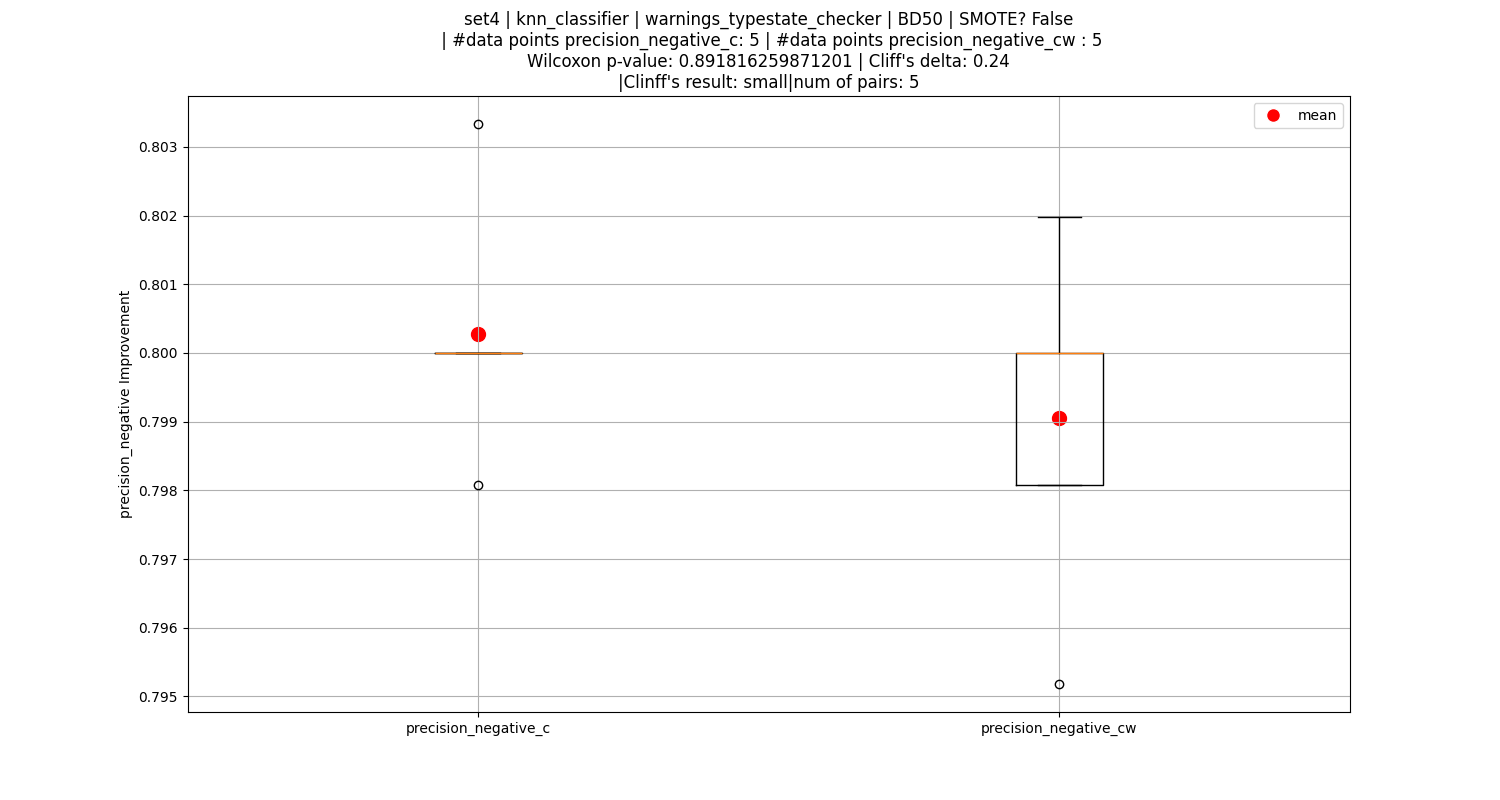 set4 | knn_classifier | warnings_typestate_checker | BD50 | SMOTE? False
| #data points precision_negative_c: 5 | #data points precision_negative_cw : 5
Wilcoxon p-value: 0.891816259871201 | Cliff's delta: 0.24
|Clinff's result: small|num of pairs: 5
mean
0.803
0.802
0.801
0.800
0.799
0.798
0.797
0.796
0.795
precision_negative Improvement
precision_negative_c
precision_negative_cw